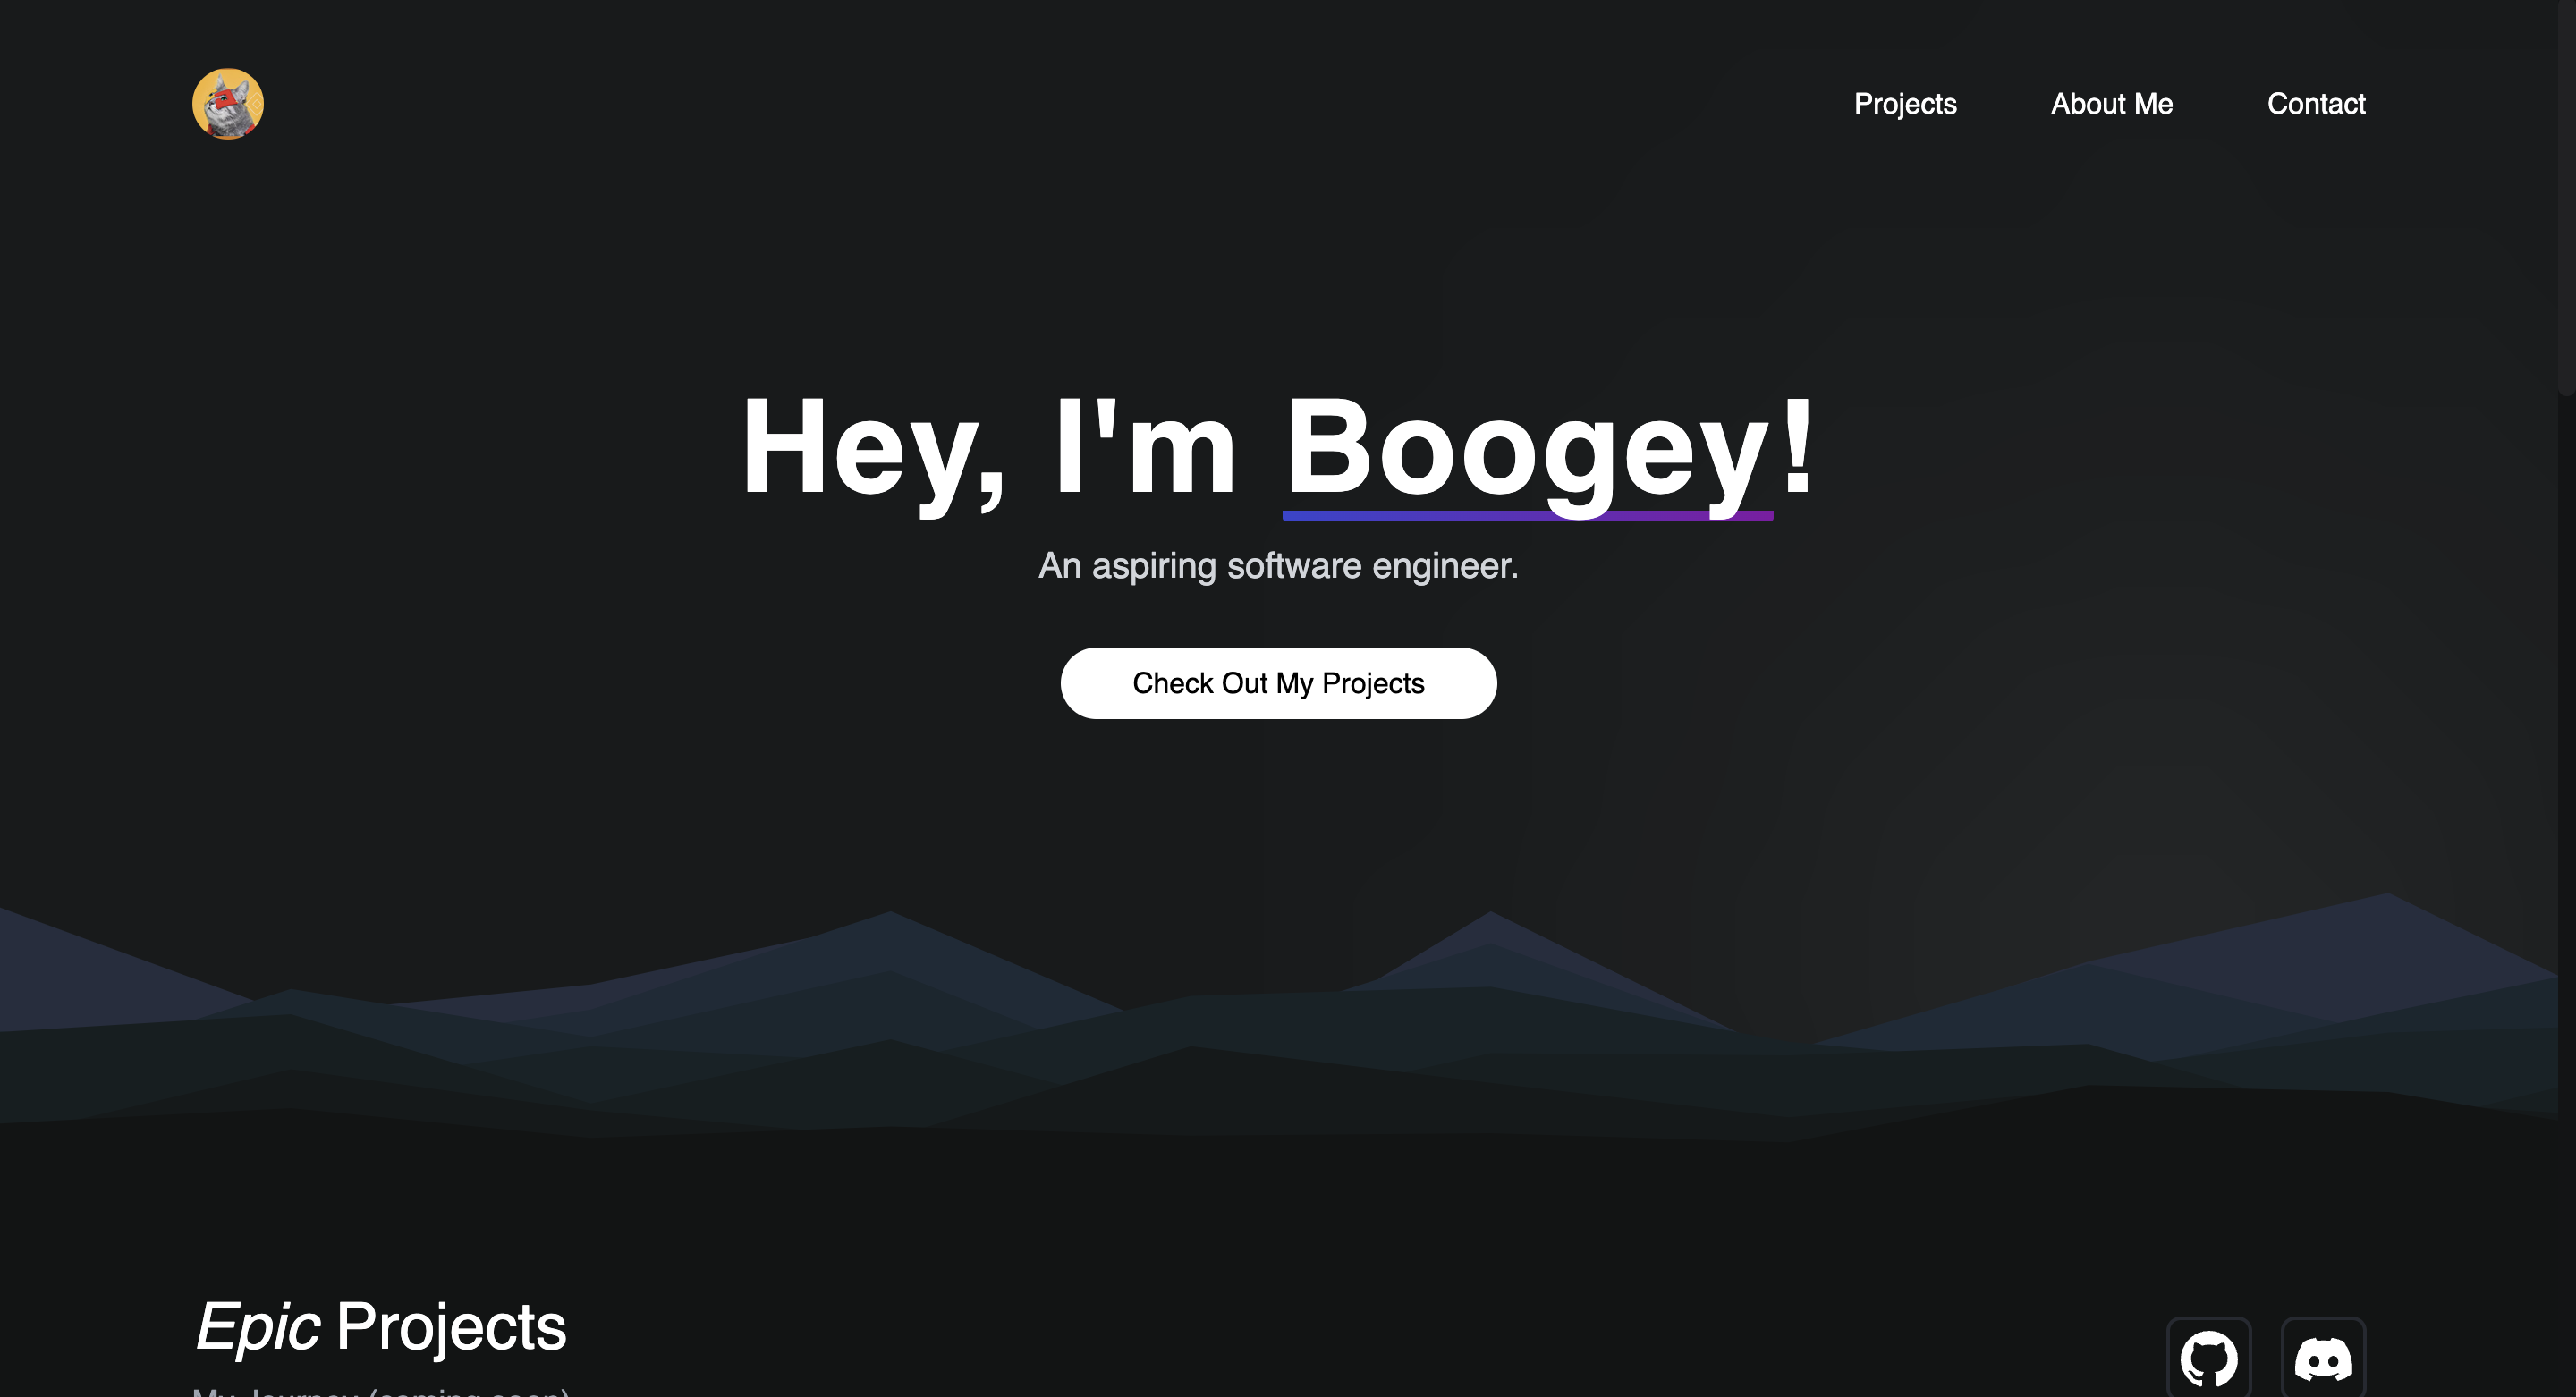 Projects About Me Contact
Hey, I'm Boogey!
An aspiring software engineer.
Check Out My Projects
Epic Projects
My Journey (coming soon)